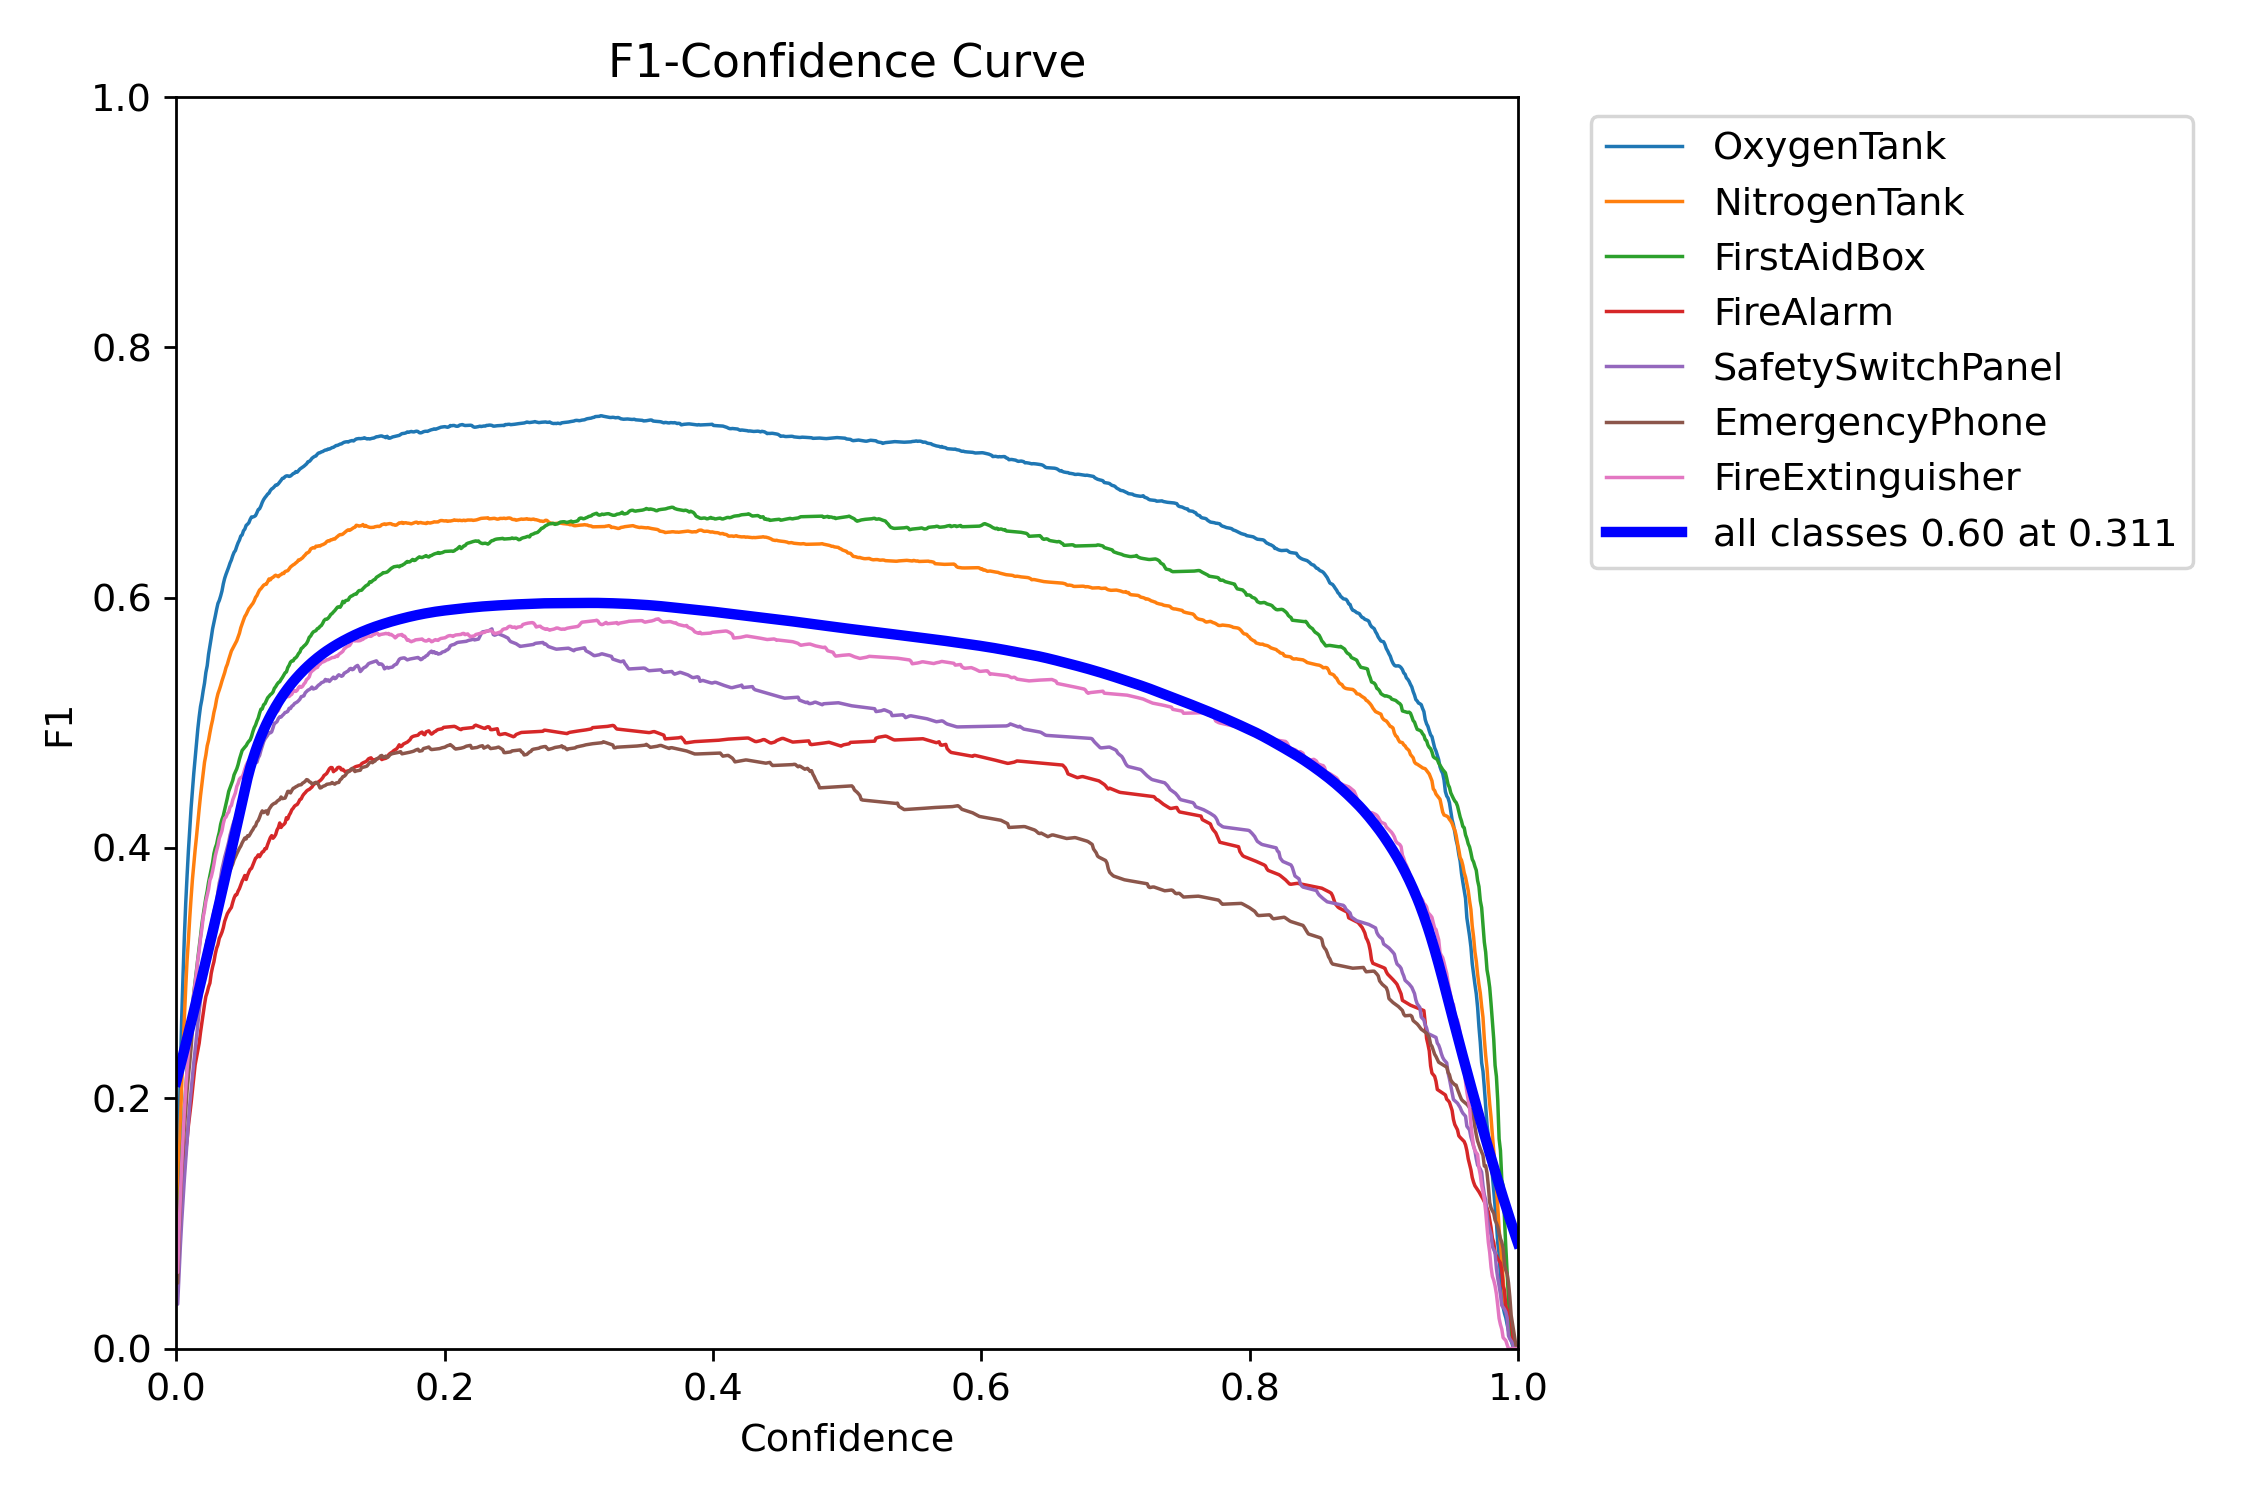 F1-Confidence Curve
1.0
0.8
0.6
0.4
0.2
0.0
F1
0.0 0.2 0.4 0.6 0.8 1.0
Confidence
OxygenTank
NitrogenTank
FirstAidBox
FireAlarm
SafetySwitchPanel
EmergencyPhone
FireExtinguisher
all classes 0.60 at 0.311